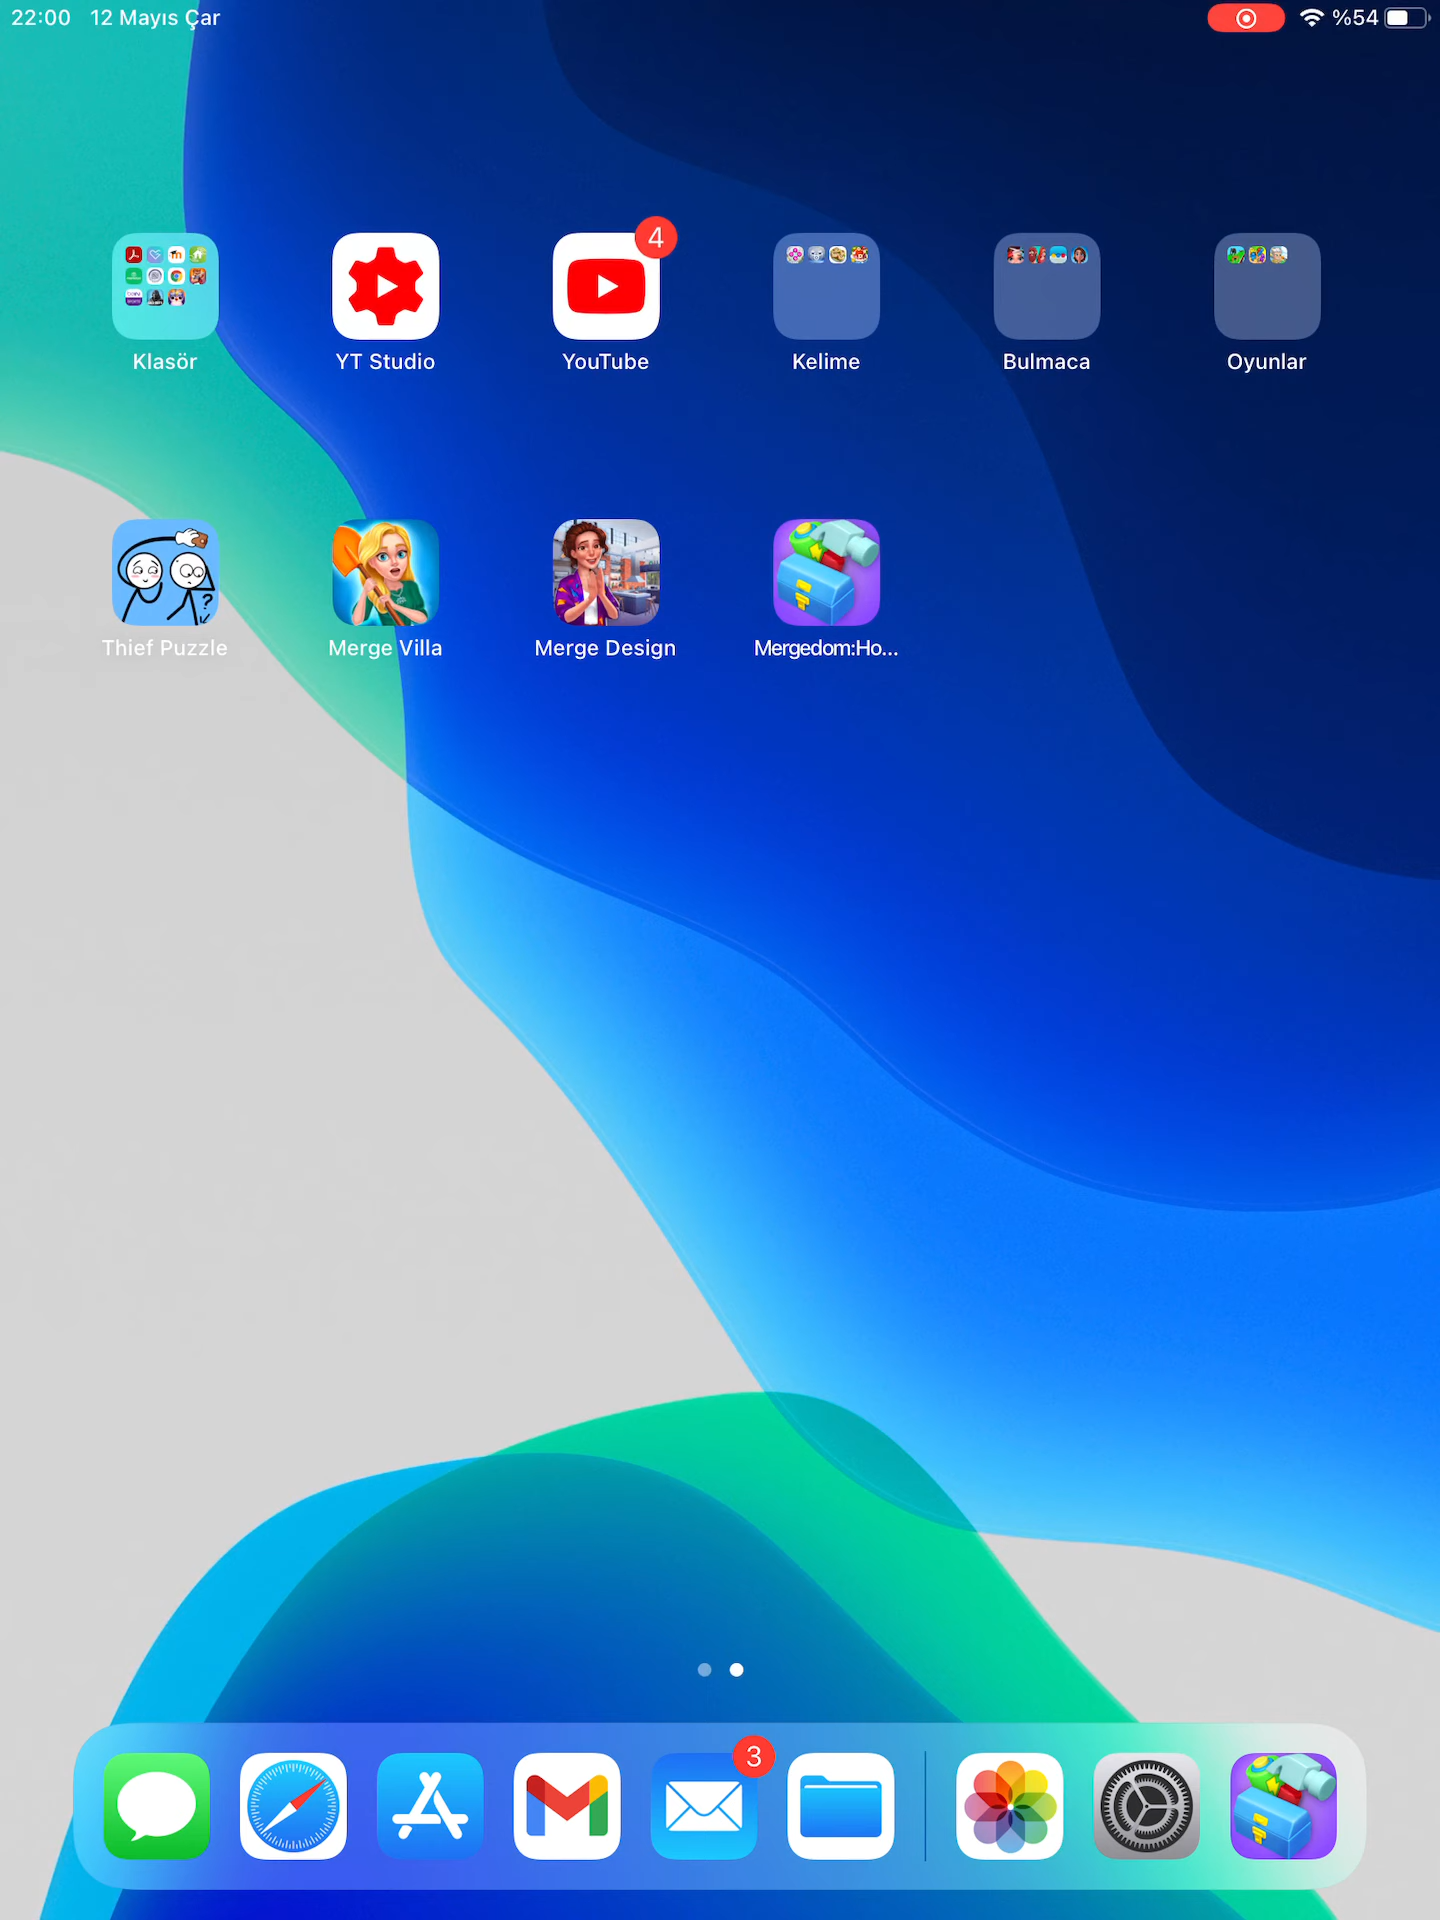 22:00 12 Mayıs Çar %54
4
Klasör YT Studio YouTube Kelime Bulmaca Oyunlar
Thief Puzzle Merge Villa Merge Design Mergedom:Ho...
3